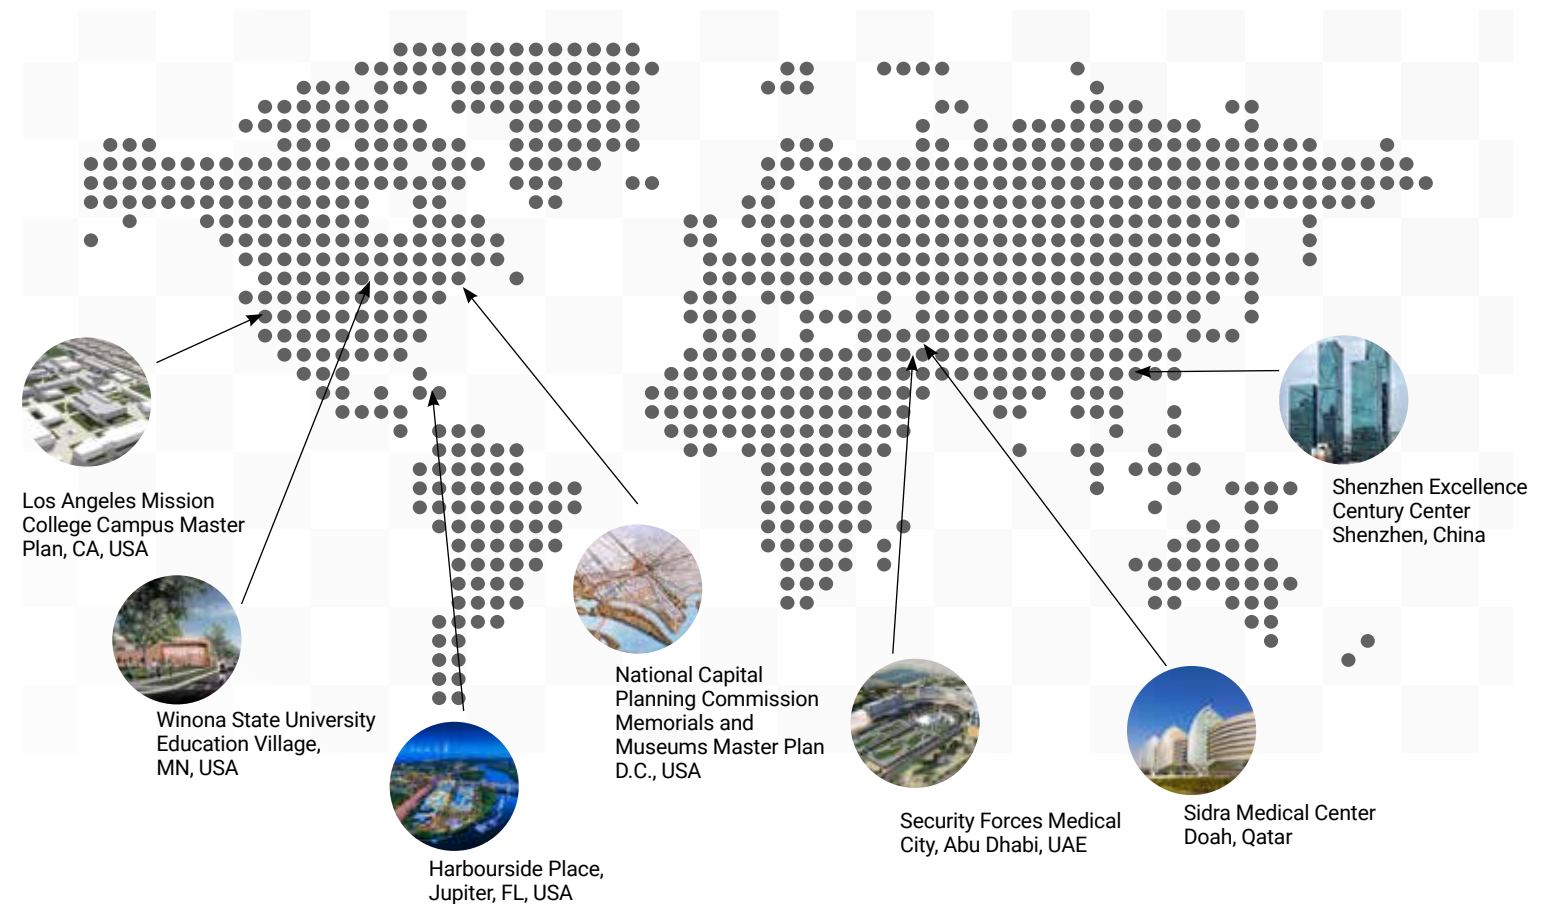 Los Angeles Mission
College Campus Master
Plan, CA, USA
Winona State University
Education Village,
MN, USA
Harbourside Place,
Jupiter, FL, USA
National Capital
Planning Commission
Memorials and
Museums Master Plan
D.C., USA
Security Forces Medical
City, Abu Dhabi, UAE
Sidra Medical Center
Doah, Qatar
Shenzhen Excellence
Century Center
Shenzhen, China